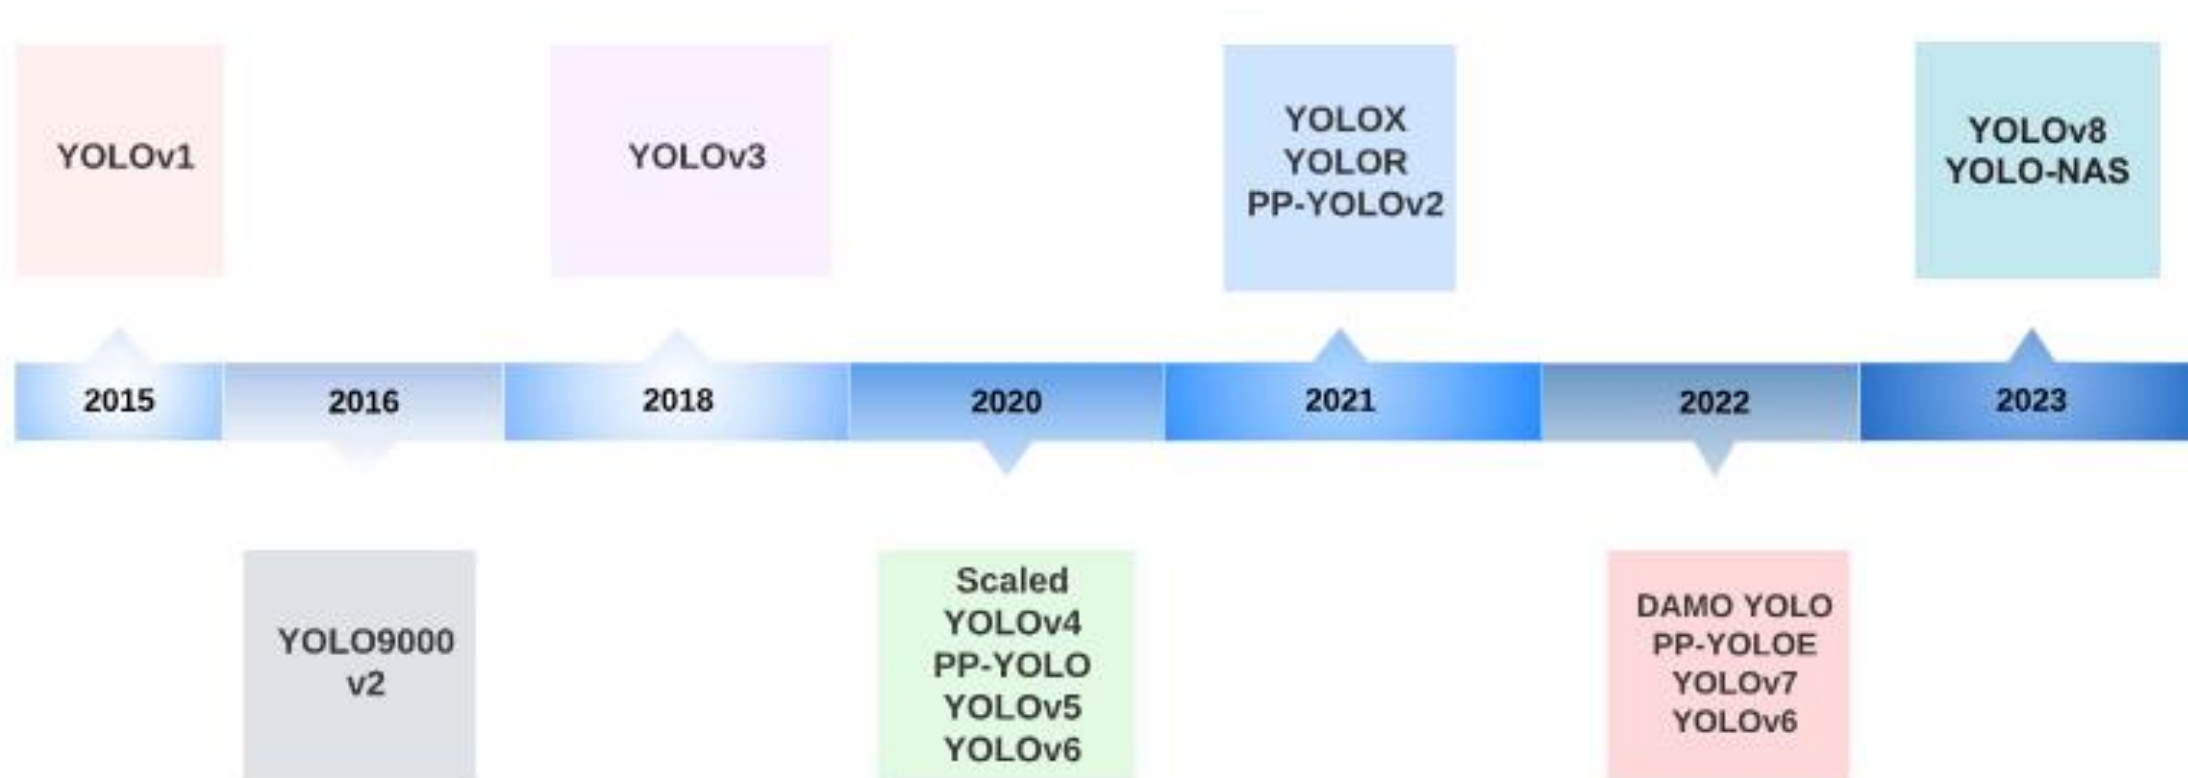 YOLOv1
YOLOv3
YOLOX
YOLOR
PP-YOLOv2
YOLOv8
YOLO-NAS
2015
2016
2018
2020
2021
2022
2023
YOLO9000
v2
Scaled
YOLOv4
PP-YOLO
YOLOv5
YOLOv6
DAMO YOLO
PP-YOLOE
YOLOv7
YOLOv6